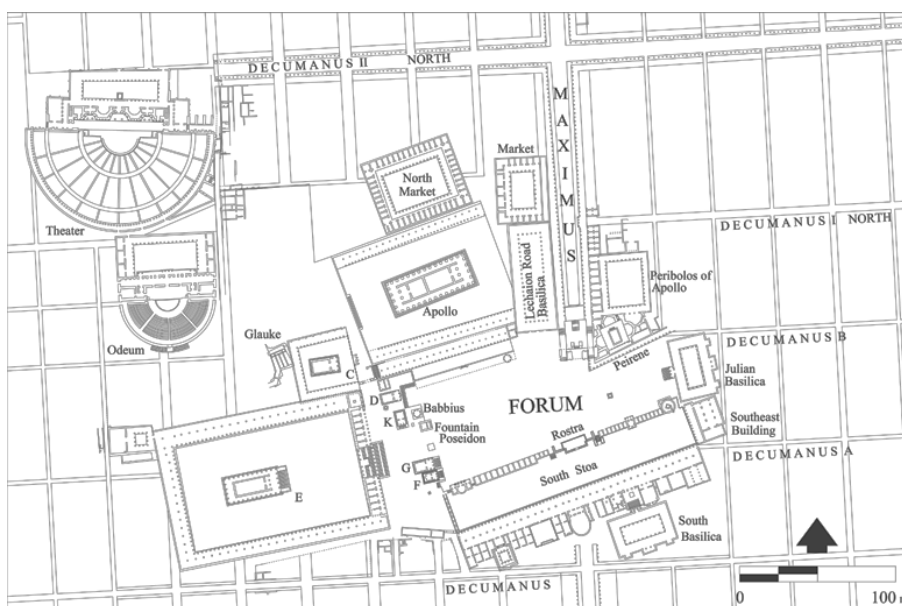 DECUMANUS II NORTH
MAXIMUS
Market
North
Market
Theater
DECUMANUS I NORTH
Lechaion Road
Basilica
Peribolos of
Apollo
Apollo
Glauke
Odeum
C
Peirene
DECUMANUS B
Julian
Basilica
D
K
Babbius
FORUM
Fountain
Poseidon
Rostra
Southeast
Building
DECUMANUS A
G
F
South Stoa
E
South
Basilica
DECUMANUS
0
100